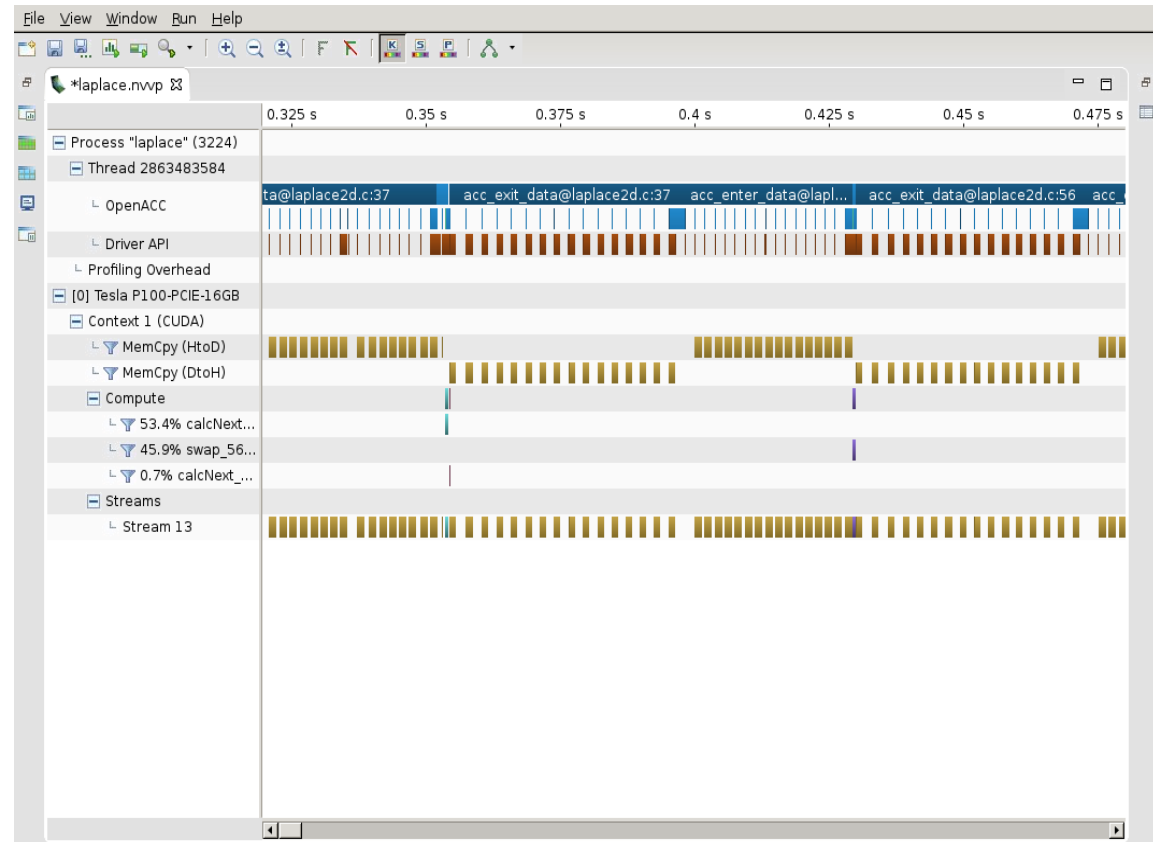 File View Window Run Help
*laplace.nvvp
0.325 s 0.35 s 0.375 s 0.4 s 0.425 s 0.45 s 0.475 s
Process "laplace" (3224)
Thread 2863483584
OpenACC
ta@laplace2d.c:37 acc_exit_data@laplace2d.c:37 acc_enter_data@lapl... acc_exit_data@laplace2d.c:56 acc_
Driver API
Profiling Overhead
[0] Tesla P100-PCIE-16GB
Context 1 (CUDA)
MemCpy (HtoD)
MemCpy (DtoH)
Compute
53.4% calcNext...
45.9% swap_56...
0.7% calcNext_...
Streams
Stream 13